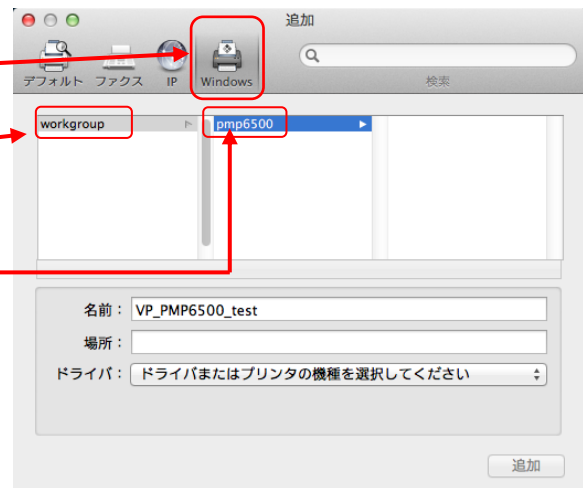 追加
デフォルト ファクス IP Windows 検索
workgroup pmp6500
名前： VP_PMP6500_test
場所：
ドライバ： ドライバまたはプリンタの機種を選択してください
追加